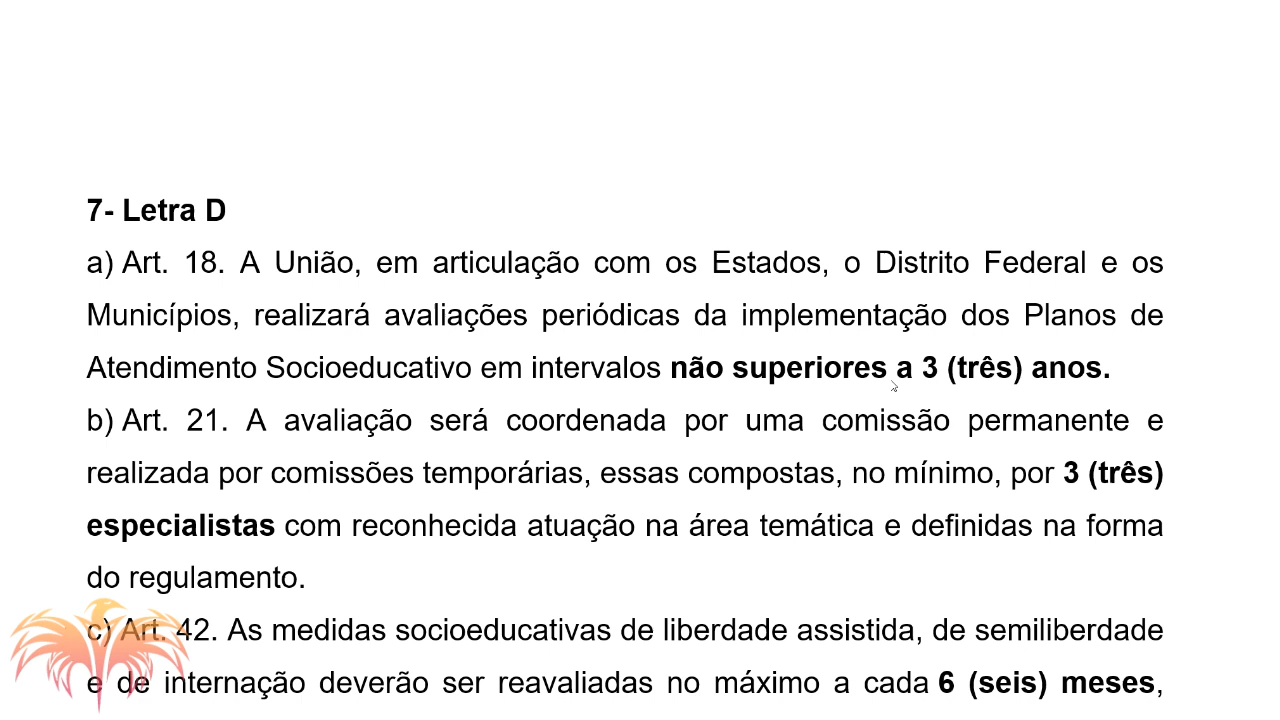 7- Letra D
a) Art. 18. A União, em articulação com os Estados, o Distrito Federal e os
Municípios, realizará avaliações periódicas da implementação dos Planos de
Atendimento Socioeducativo em intervalos não superiores a 3 (três) anos.
b) Art. 21. A avaliação será coordenada por uma comissão permanente e
realizada por comissões temporárias, essas compostas, no mínimo, por 3 (três)
especialistas com reconhecida atuação na área temática e definidas na forma
do regulamento.
c) Art. 42. As medidas socioeducativas de liberdade assistida, de semiliberdade
e de internação deverão ser reavaliadas no máximo a cada 6 (seis) meses,